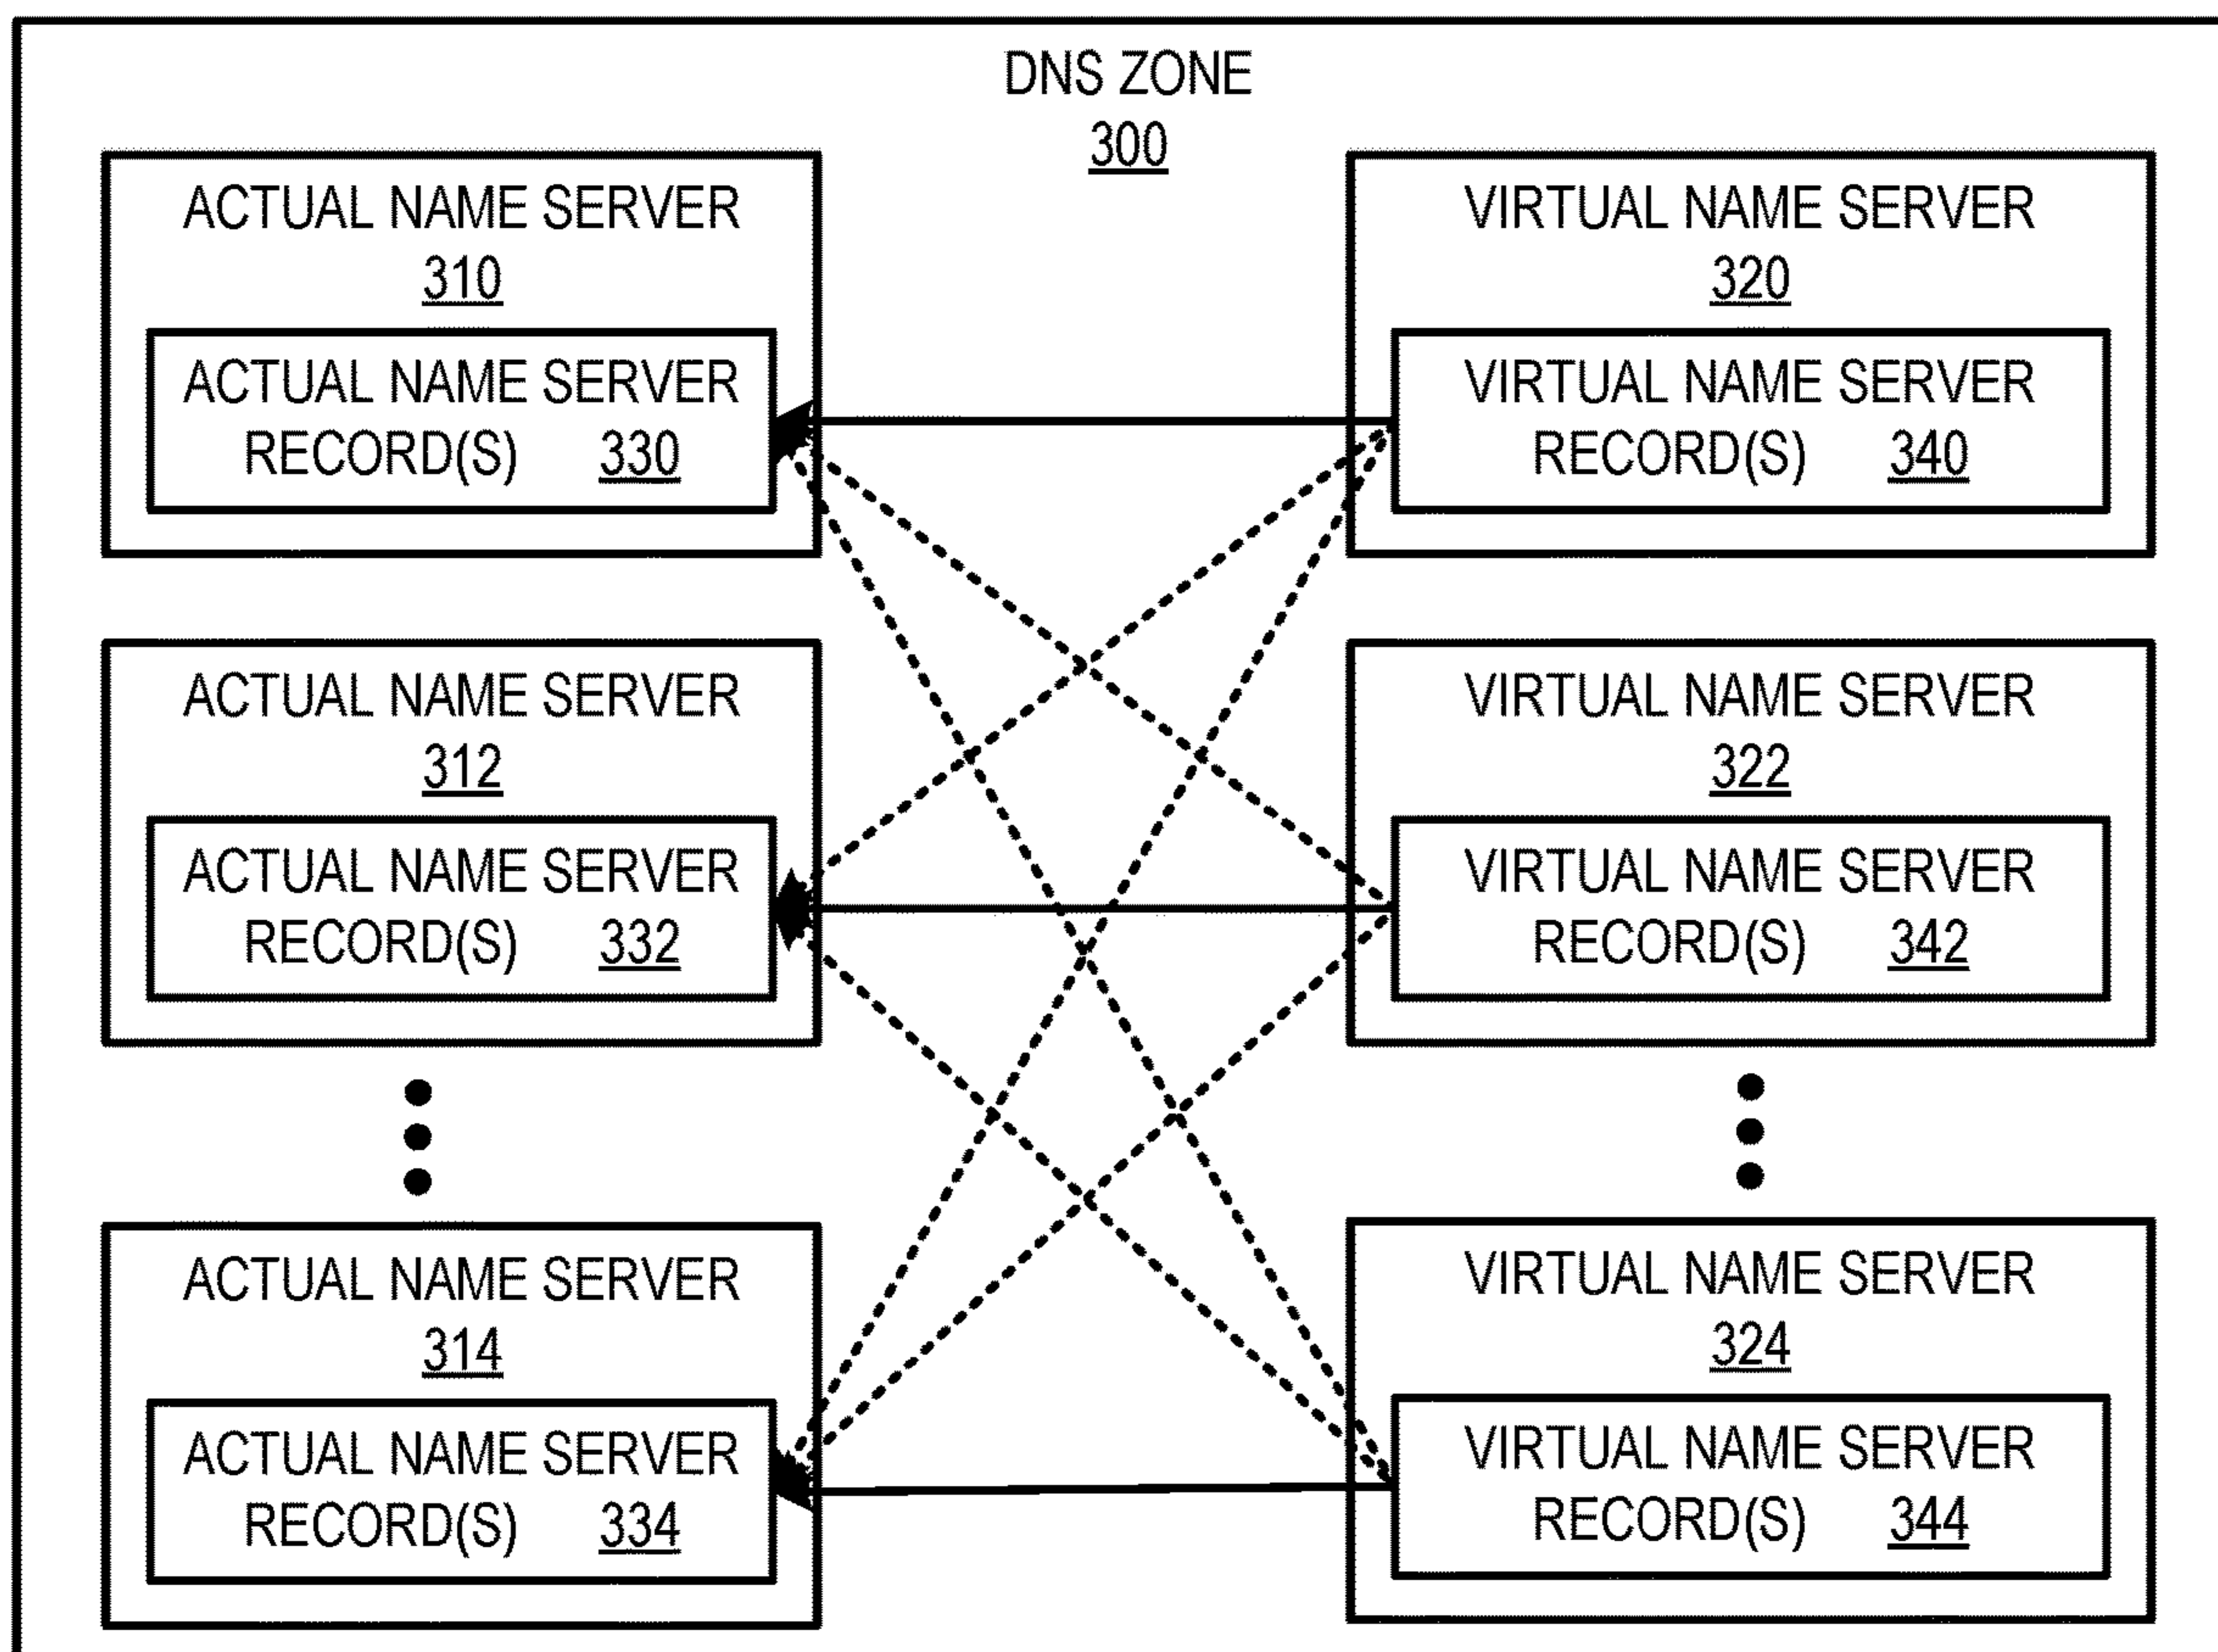 DNS ZONE
300
ACTUAL NAME SERVER
310
ACTUAL NAME SERVER
RECORD(S) 330
VIRTUAL NAME SERVER
320
VIRTUAL NAME SERVER
RECORD(S) 340
ACTUAL NAME SERVER
312
ACTUAL NAME SERVER
RECORD(S) 332
VIRTUAL NAME SERVER
322
VIRTUAL NAME SERVER
RECORD(S) 342
ACTUAL NAME SERVER
314
ACTUAL NAME SERVER
RECORD(S) 334
VIRTUAL NAME SERVER
324
VIRTUAL NAME SERVER
RECORD(S) 344